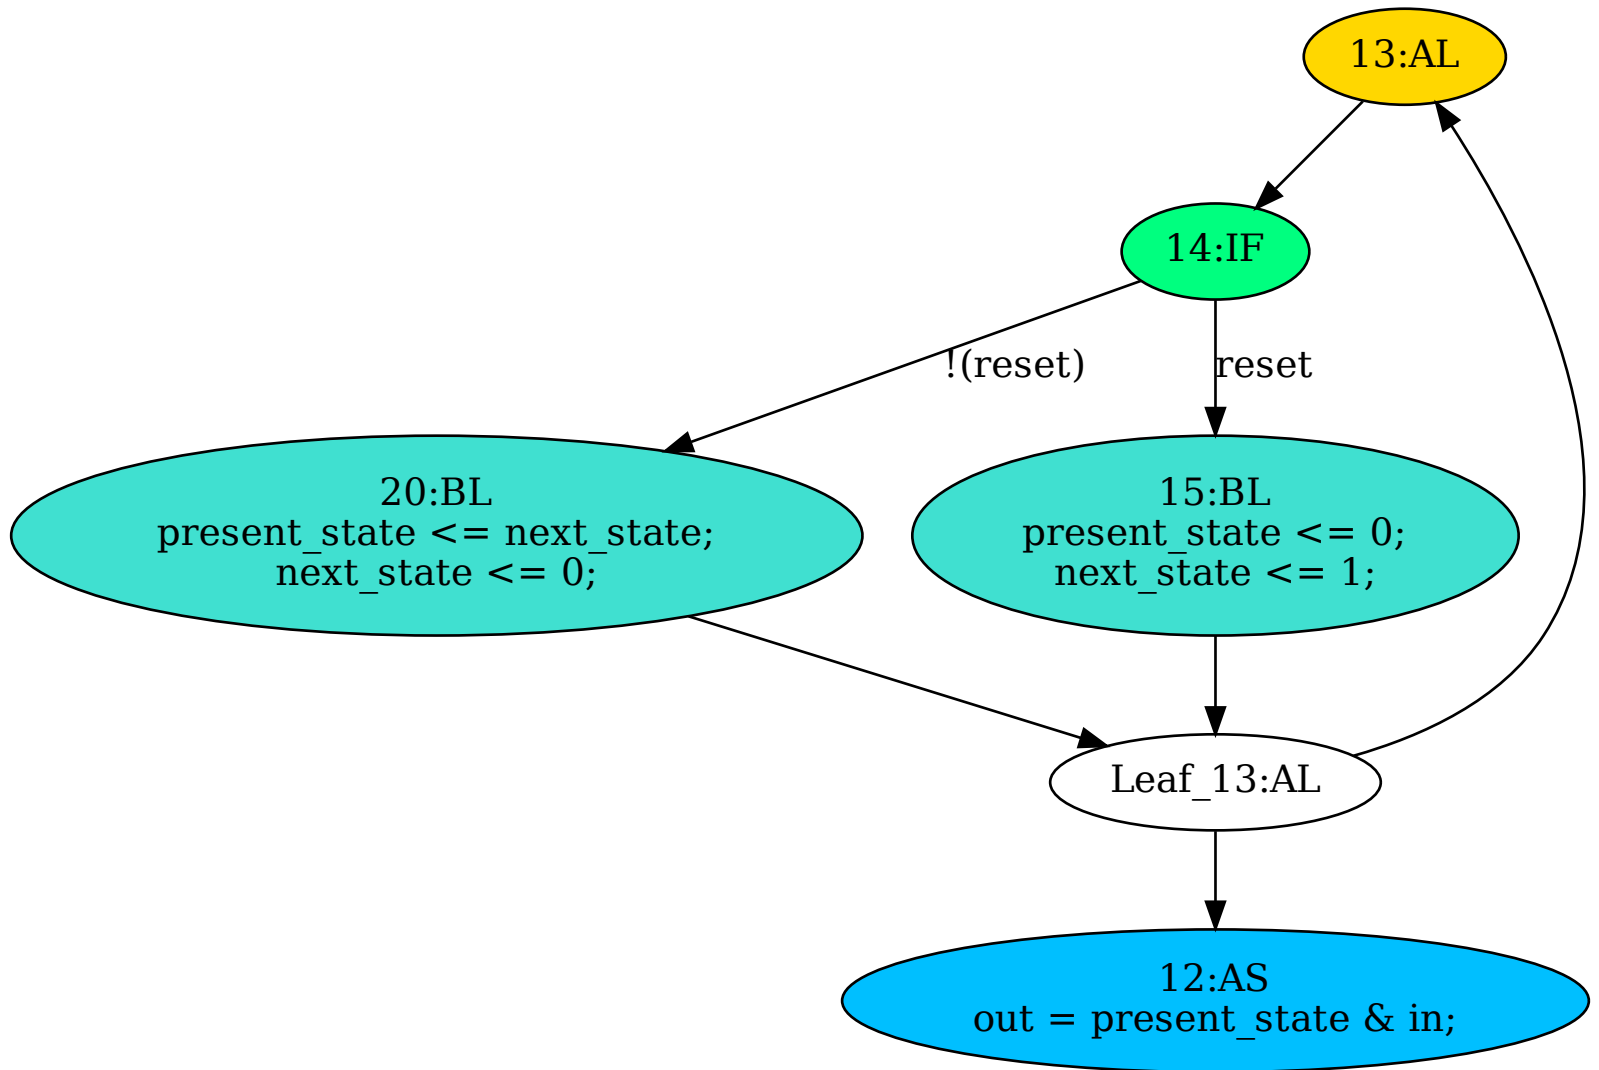 13:AL
14:IF
!(reset)
reset
20:BL
present_state <= next_state;
next_state <= 0;
15:BL
present_state <= 0;
next_state <= 1;
Leaf_13:AL
12:AS
out = present_state & in;